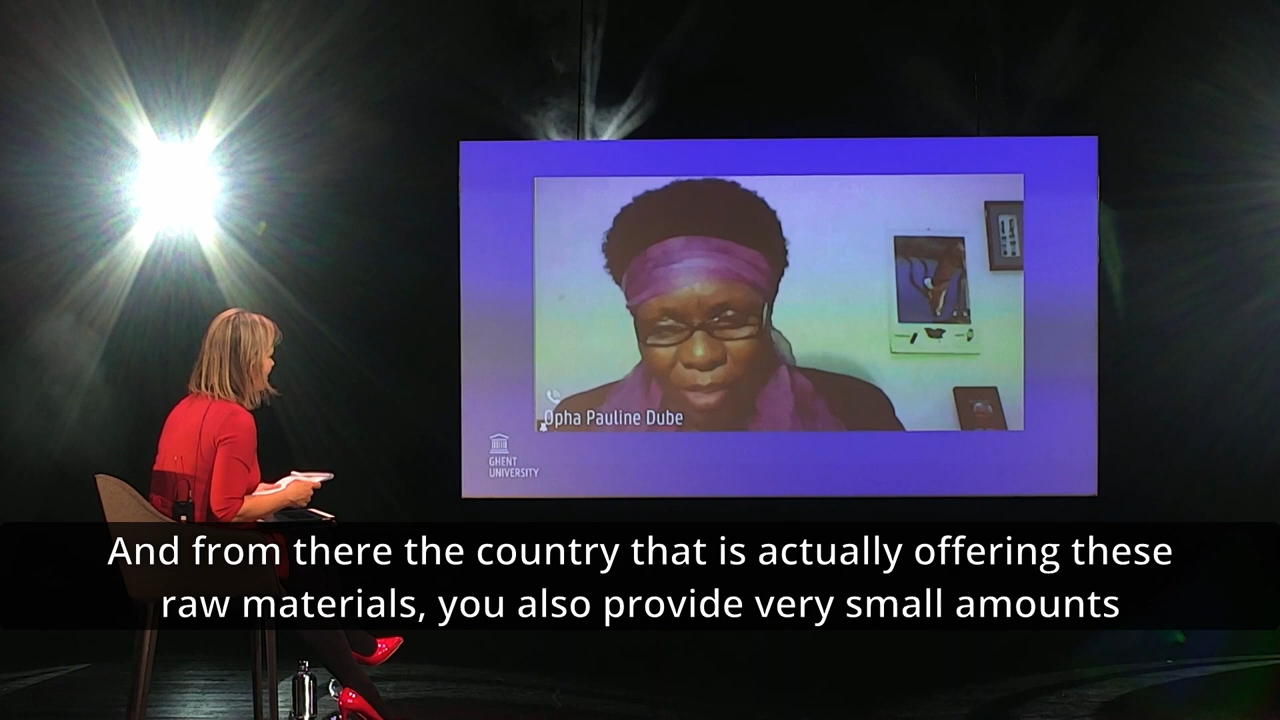 Opha Pauline Dube
GHENT
UNIVERSITY
And from there the country that is actually offering these
raw materials, you also provide very small amounts